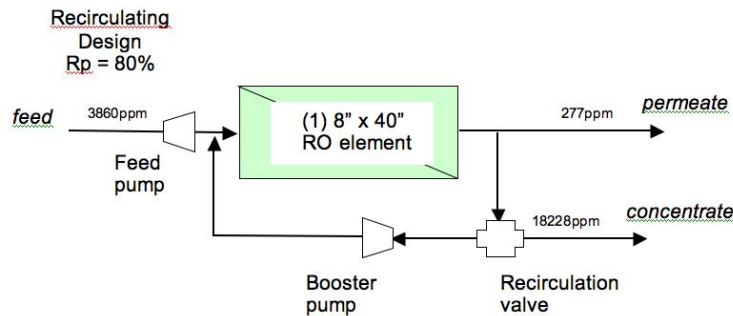 Recirculating
Design
Rp = 80%
feed
3860ppm
Feed
pump
(1) 8" x 40"
RO element
277ppm
permeate
18228ppm
concentrate
Booster
pump
Recirculation
valve